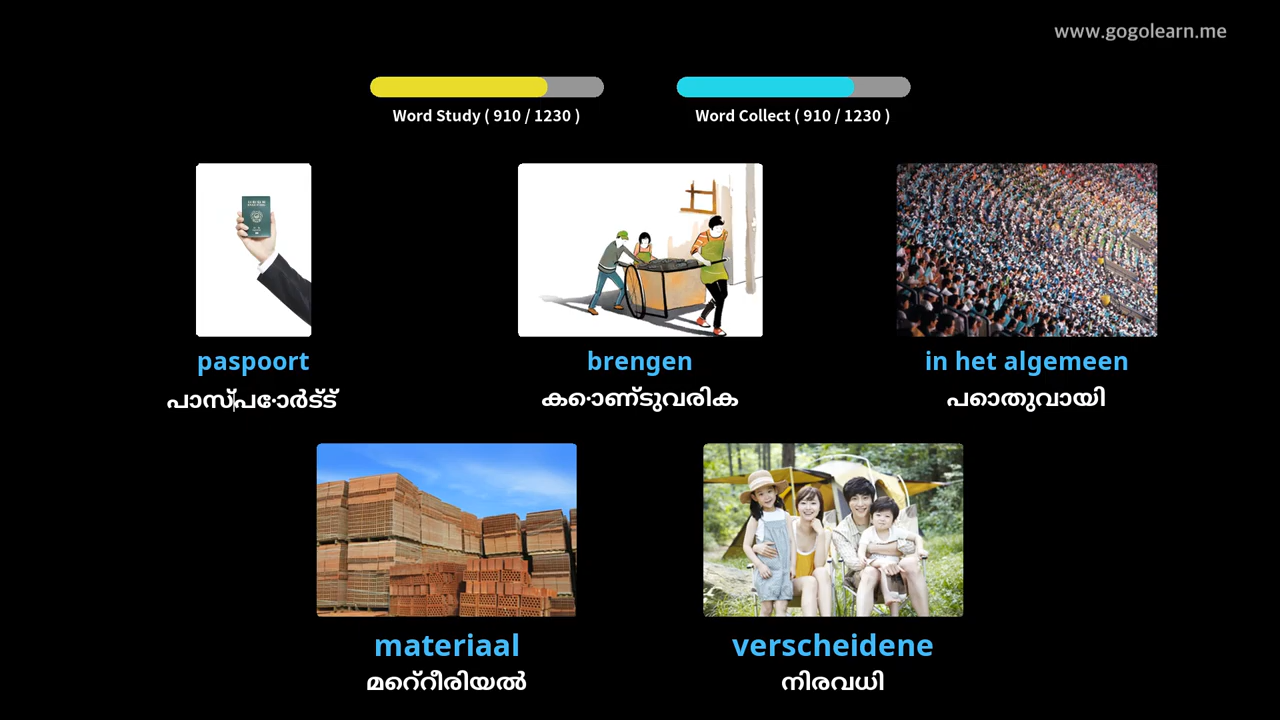 www.gogolearn.me
Word Study ( 910 / 1230 )
Word Collect ( 910 / 1230 )
paspoort
പാസ്പോർട്ട്
brengen
കൊണ്ടുവരിക
in het algemeen
പൊതുവായി
materiaal
മെറ്റീരിയൽ
verscheidene
നിരവധി